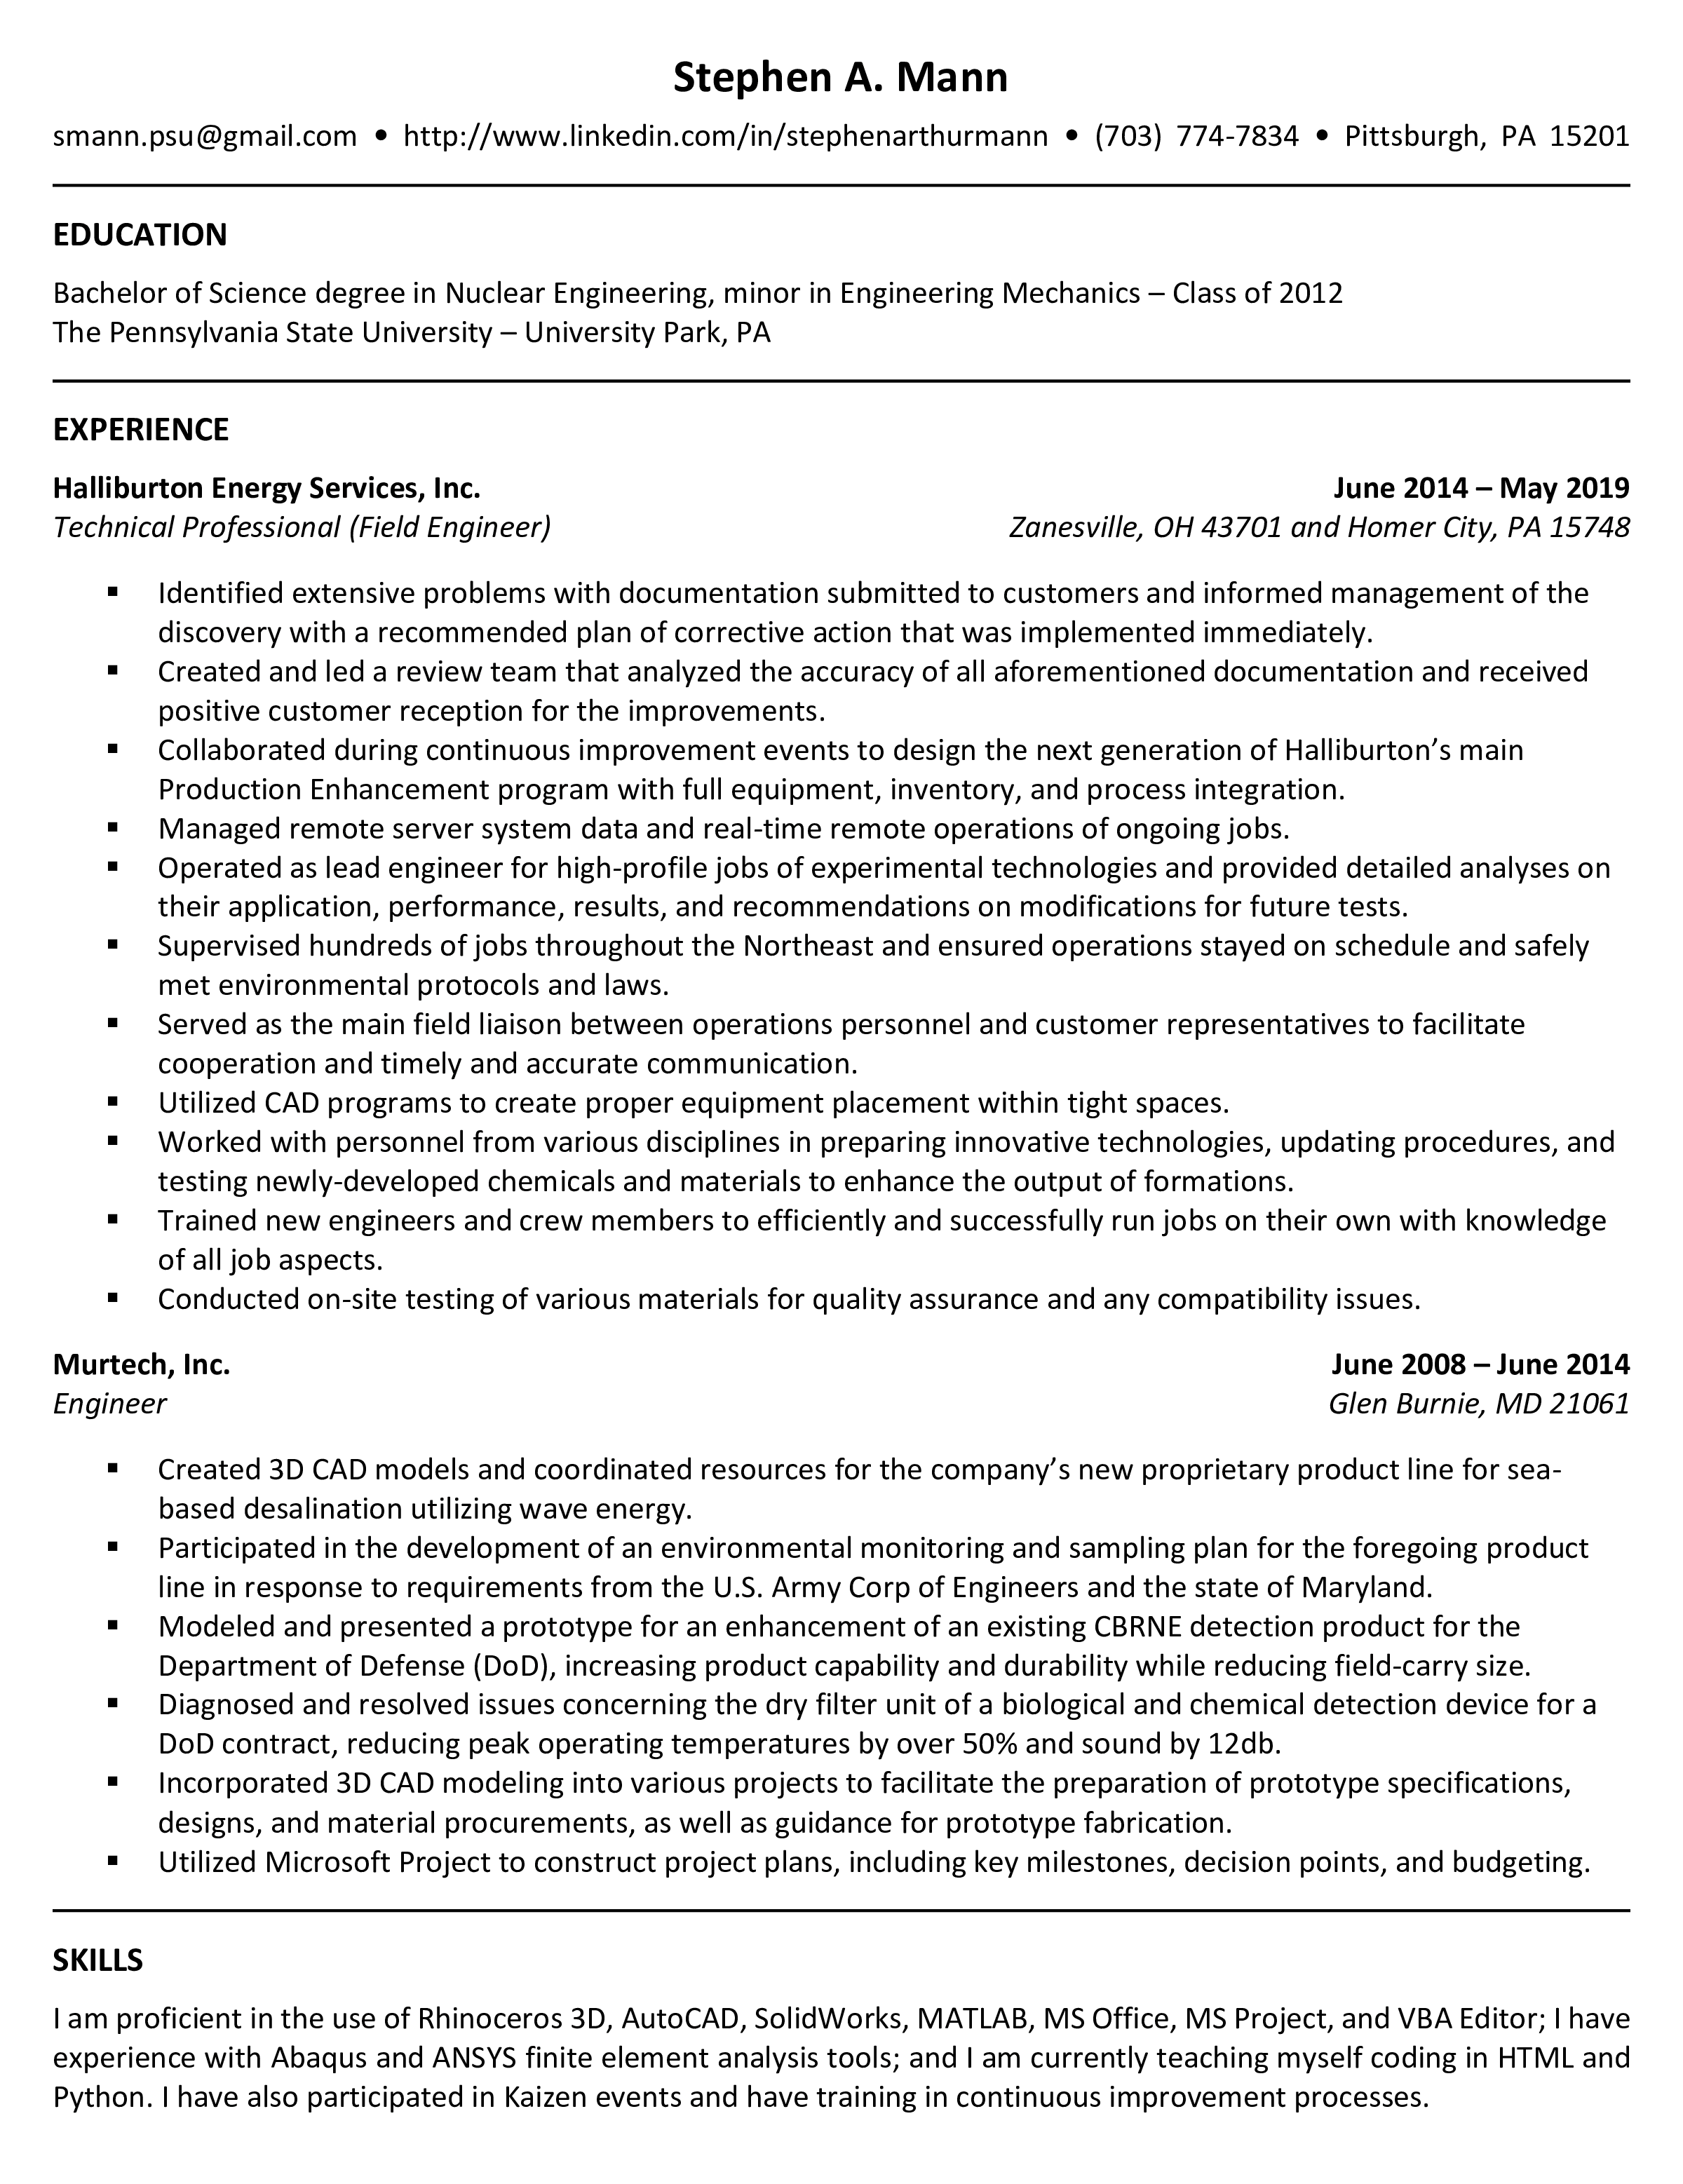 Stephen A. Mann
smann.psu@gmail.com • http://www.linkedin.com/in/stephenarthurmann • (703) 774-7834 • Pittsburgh, PA 15201
EDUCATION
Bachelor of Science degree in Nuclear Engineering, minor in Engineering Mechanics – Class of 2012
The Pennsylvania State University – University Park, PA
EXPERIENCE
Halliburton Energy Services, Inc. June 2014 – May 2019
Technical Professional (Field Engineer) Zanesville, OH 43701 and Homer City, PA 15748
▪ Identified extensive problems with documentation submitted to customers and informed management of the
discovery with a recommended plan of corrective action that was implemented immediately.
▪ Created and led a review team that analyzed the accuracy of all aforementioned documentation and received
positive customer reception for the improvements.
▪ Collaborated during continuous improvement events to design the next generation of Halliburton’s main
Production Enhancement program with full equipment, inventory, and process integration.
▪ Managed remote server system data and real-time remote operations of ongoing jobs.
▪ Operated as lead engineer for high-profile jobs of experimental technologies and provided detailed analyses on
their application, performance, results, and recommendations on modifications for future tests.
▪ Supervised hundreds of jobs throughout the Northeast and ensured operations stayed on schedule and safely
met environmental protocols and laws.
▪ Served as the main field liaison between operations personnel and customer representatives to facilitate
cooperation and timely and accurate communication.
▪ Utilized CAD programs to create proper equipment placement within tight spaces.
▪ Worked with personnel from various disciplines in preparing innovative technologies, updating procedures, and
testing newly-developed chemicals and materials to enhance the output of formations.
▪ Trained new engineers and crew members to efficiently and successfully run jobs on their own with knowledge
of all job aspects.
▪ Conducted on-site testing of various materials for quality assurance and any compatibility issues.
Murtech, Inc. June 2008 – June 2014
Engineer Glen Burnie, MD 21061
▪ Created 3D CAD models and coordinated resources for the company’s new proprietary product line for sea-
based desalination utilizing wave energy.
▪ Participated in the development of an environmental monitoring and sampling plan for the foregoing product
line in response to requirements from the U.S. Army Corp of Engineers and the state of Maryland.
▪ Modeled and presented a prototype for an enhancement of an existing CBRNE detection product for the
Department of Defense (DoD), increasing product capability and durability while reducing field-carry size.
▪ Diagnosed and resolved issues concerning the dry filter unit of a biological and chemical detection device for a
DoD contract, reducing peak operating temperatures by over 50% and sound by 12db.
▪ Incorporated 3D CAD modeling into various projects to facilitate the preparation of prototype specifications,
designs, and material procurements, as well as guidance for prototype fabrication.
▪ Utilized Microsoft Project to construct project plans, including key milestones, decision points, and budgeting.
SKILLS
I am proficient in the use of Rhinoceros 3D, AutoCAD, SolidWorks, MATLAB, MS Office, MS Project, and VBA Editor; I have
experience with Abaqus and ANSYS finite element analysis tools; and I am currently teaching myself coding in HTML and
Python. I have also participated in Kaizen events and have training in continuous improvement processes.